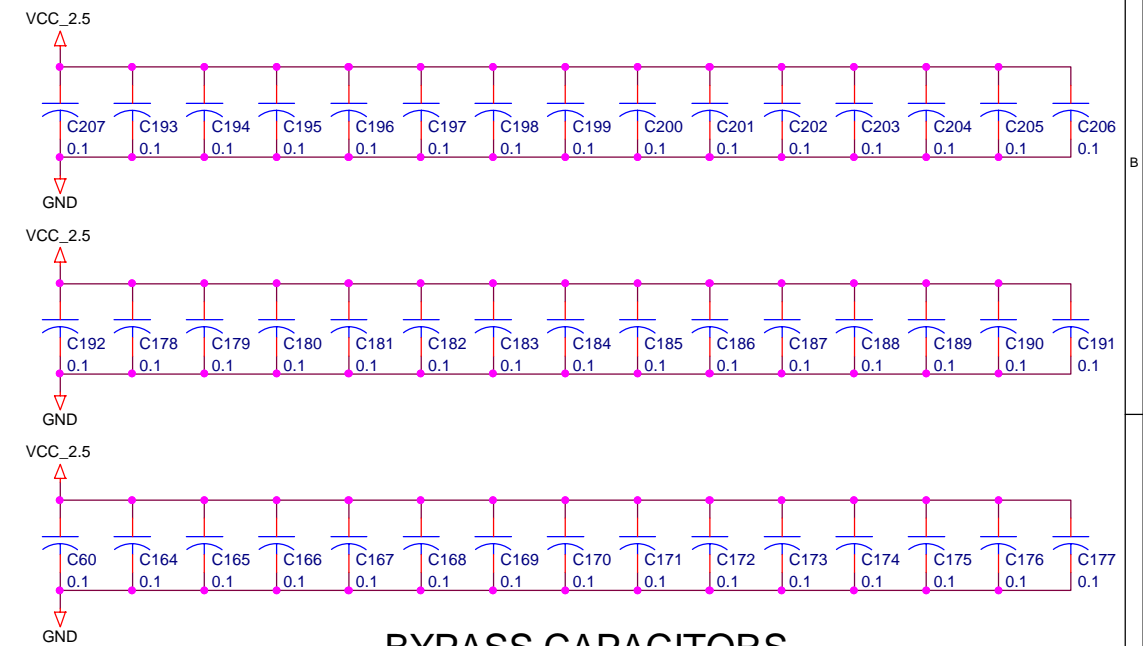 VCC_2.5
C207 C193 C194 C195 C196 C197 C198 C199 C200 C201 C202 C203 C204 C205 C206
0.1 0.1 0.1 0.1 0.1 0.1 0.1 0.1 0.1 0.1 0.1 0.1 0.1 0.1 0.1
B
GND
VCC_2.5
C192 C178 C179 C180 C181 C182 C183 C184 C185 C186 C187 C188 C189 C190 C191
0.1 0.1 0.1 0.1 0.1 0.1 0.1 0.1 0.1 0.1 0.1 0.1 0.1 0.1 0.1
GND
VCC_2.5
C60 C164 C165 C166 C167 C168 C169 C170 C171 C172 C173 C174 C175 C176 C177
0.1 0.1 0.1 0.1 0.1 0.1 0.1 0.1 0.1 0.1 0.1 0.1 0.1 0.1 0.1
GND
BYPASS CAPACITORS